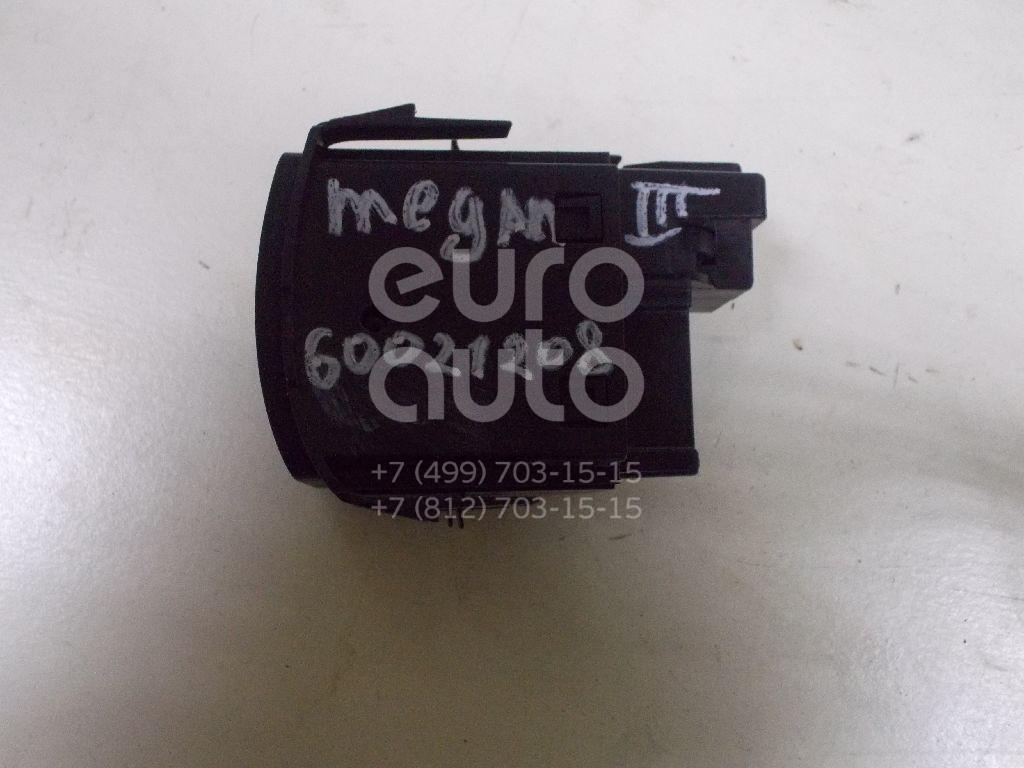 megan III
euro
60021208
auto
+7 (499) 703-15-15
+7 (812) 703-15-15